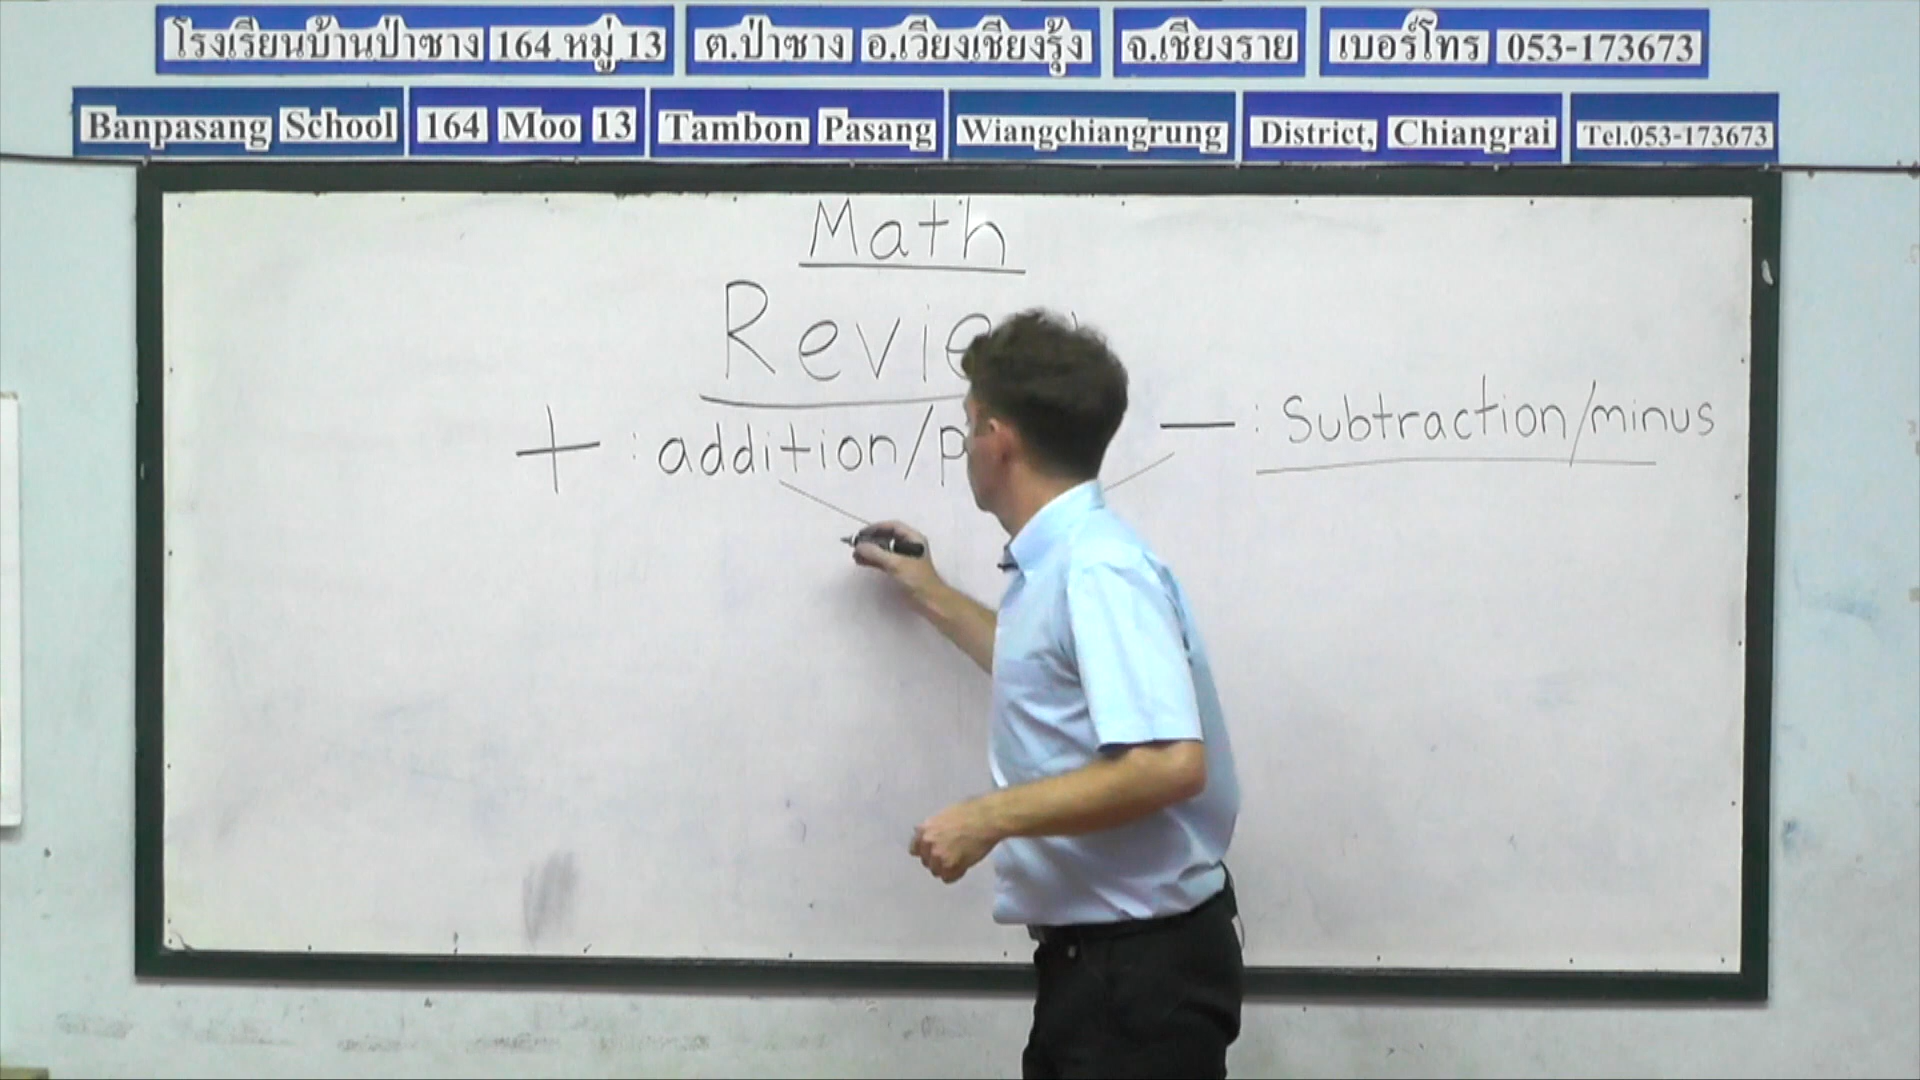 โรงเรียนบ้านป่าซาง 164 หมู่ 13 ต.ป่าซาง อ.เวียงเชียงรุ้ง จ.เชียงราย เบอร์โทร 053-173673
Banpasang School 164 Moo 13 Tambon Pasang Wiangchiangrung District, Chiangrai Tel.053-173673
Math
+ : addition/ — : Subtraction/minus